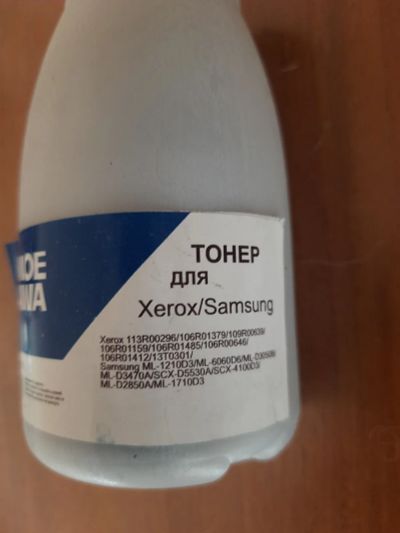 ТОНЕР
для
Xerox/Samsung
Xerox 113R00296/106R01379/109R00639/
106R01159/106R01485/106R00646/
106R01412/13T0301/
Samsung ML-1210D3/ML-6060D6/ML-D3050B/
ML-D3470A/SCX-D5530A/SCX-4100D3/
ML-D2850A/ML-1710D3